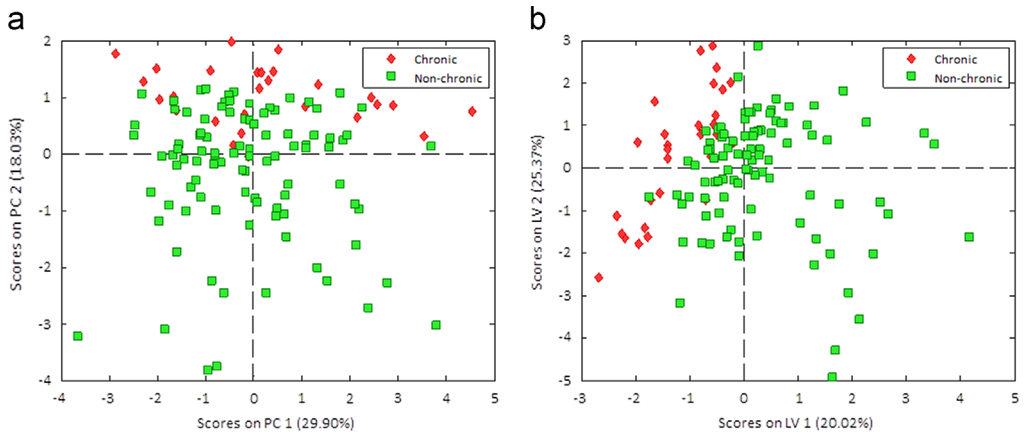 a
b
2
1
0
-1
-2
-3
-4
Scores on PC 2 (18.03%)
Chronic
Non-chronic
-4 -3 -2 -1 0 1 2 3 4 5
Scores on PC 1 (29.90%)
3
2
1
0
-1
-2
-3
-4
-5
Scores on LV 2 (25.37%)
Chronic
Non-chronic
-3 -2 -1 0 1 2 3 4 5
Scores on LV 1 (20.02%)